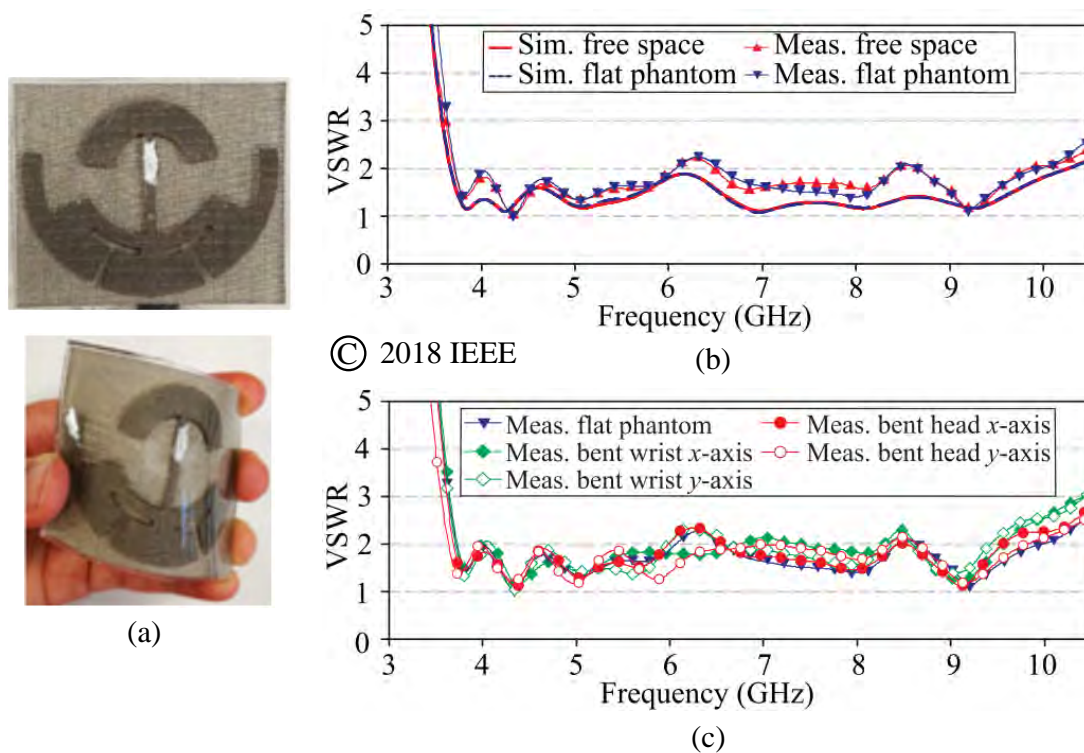 (a)
5
4
3
2
1
0
VSWR
Sim. free space
Meas. free space
Sim. flat phantom
Meas. flat phantom
3 4 5 6 7 8 9 10
Frequency (GHz)
© 2018 IEEE
(b)
5
4
3
2
1
0
VSWR
Meas. flat phantom
Meas. bent head x-axis
Meas. bent wrist x-axis
Meas. bent head y-axis
Meas. bent wrist y-axis
3 4 5 6 7 8 9 10
Frequency (GHz)
(c)